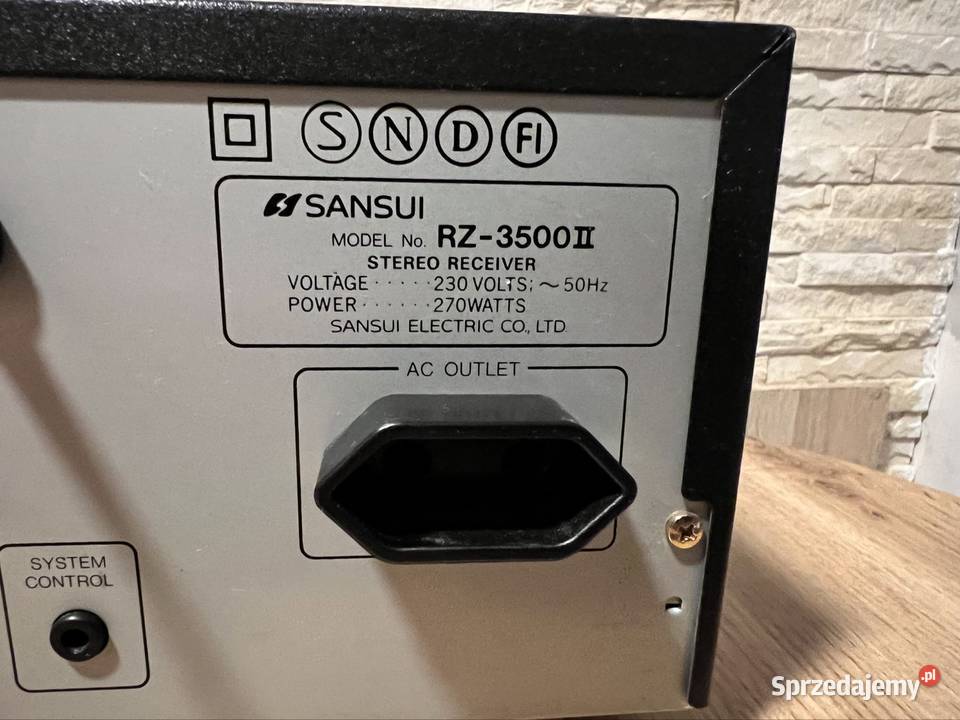 S N D FI
SANSUI
MODEL No. RZ-3500II
STEREO RECEIVER
VOLTAGE ····· 230 VOLTS; ～ 50Hz
POWER ······ 270WATTS
SANSUI ELECTRIC CO., LTD.
AC OUTLET
SYSTEM
CONTROL
Sprzedajemy.pl